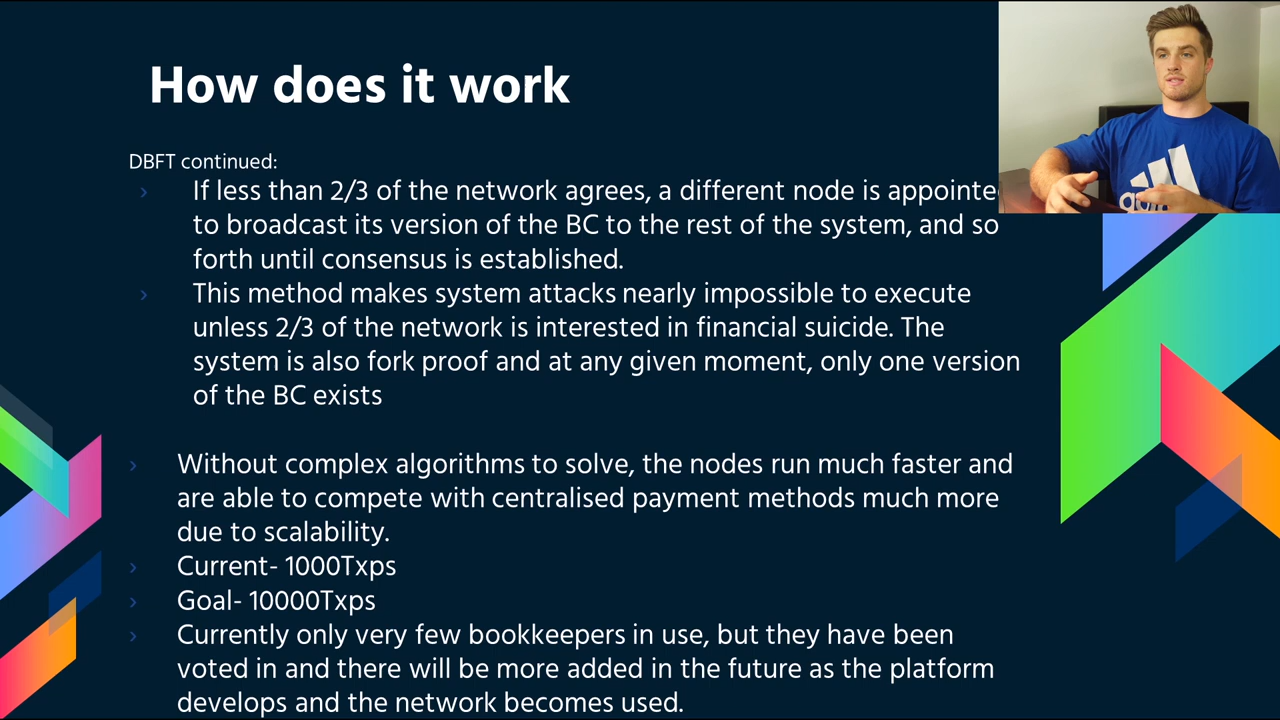 How does it work
DBFT continued:
If less than 2/3 of the network agrees, a different node is appointe
to broadcast its version of the BC to the rest of the system, and so
forth until consensus is established.
This method makes system attacks nearly impossible to execute
unless 2/3 of the network is interested in financial suicide. The
system is also fork proof and at any given moment, only one version
of the BC exists
Without complex algorithms to solve, the nodes run much faster and
are able to compete with centralised payment methods much more
due to scalability.
Current- 1000Txps
Goal- 10000Txps
Currently only very few bookkeepers in use, but they have been
voted in and there will be more added in the future as the platform
develops and the network becomes used.